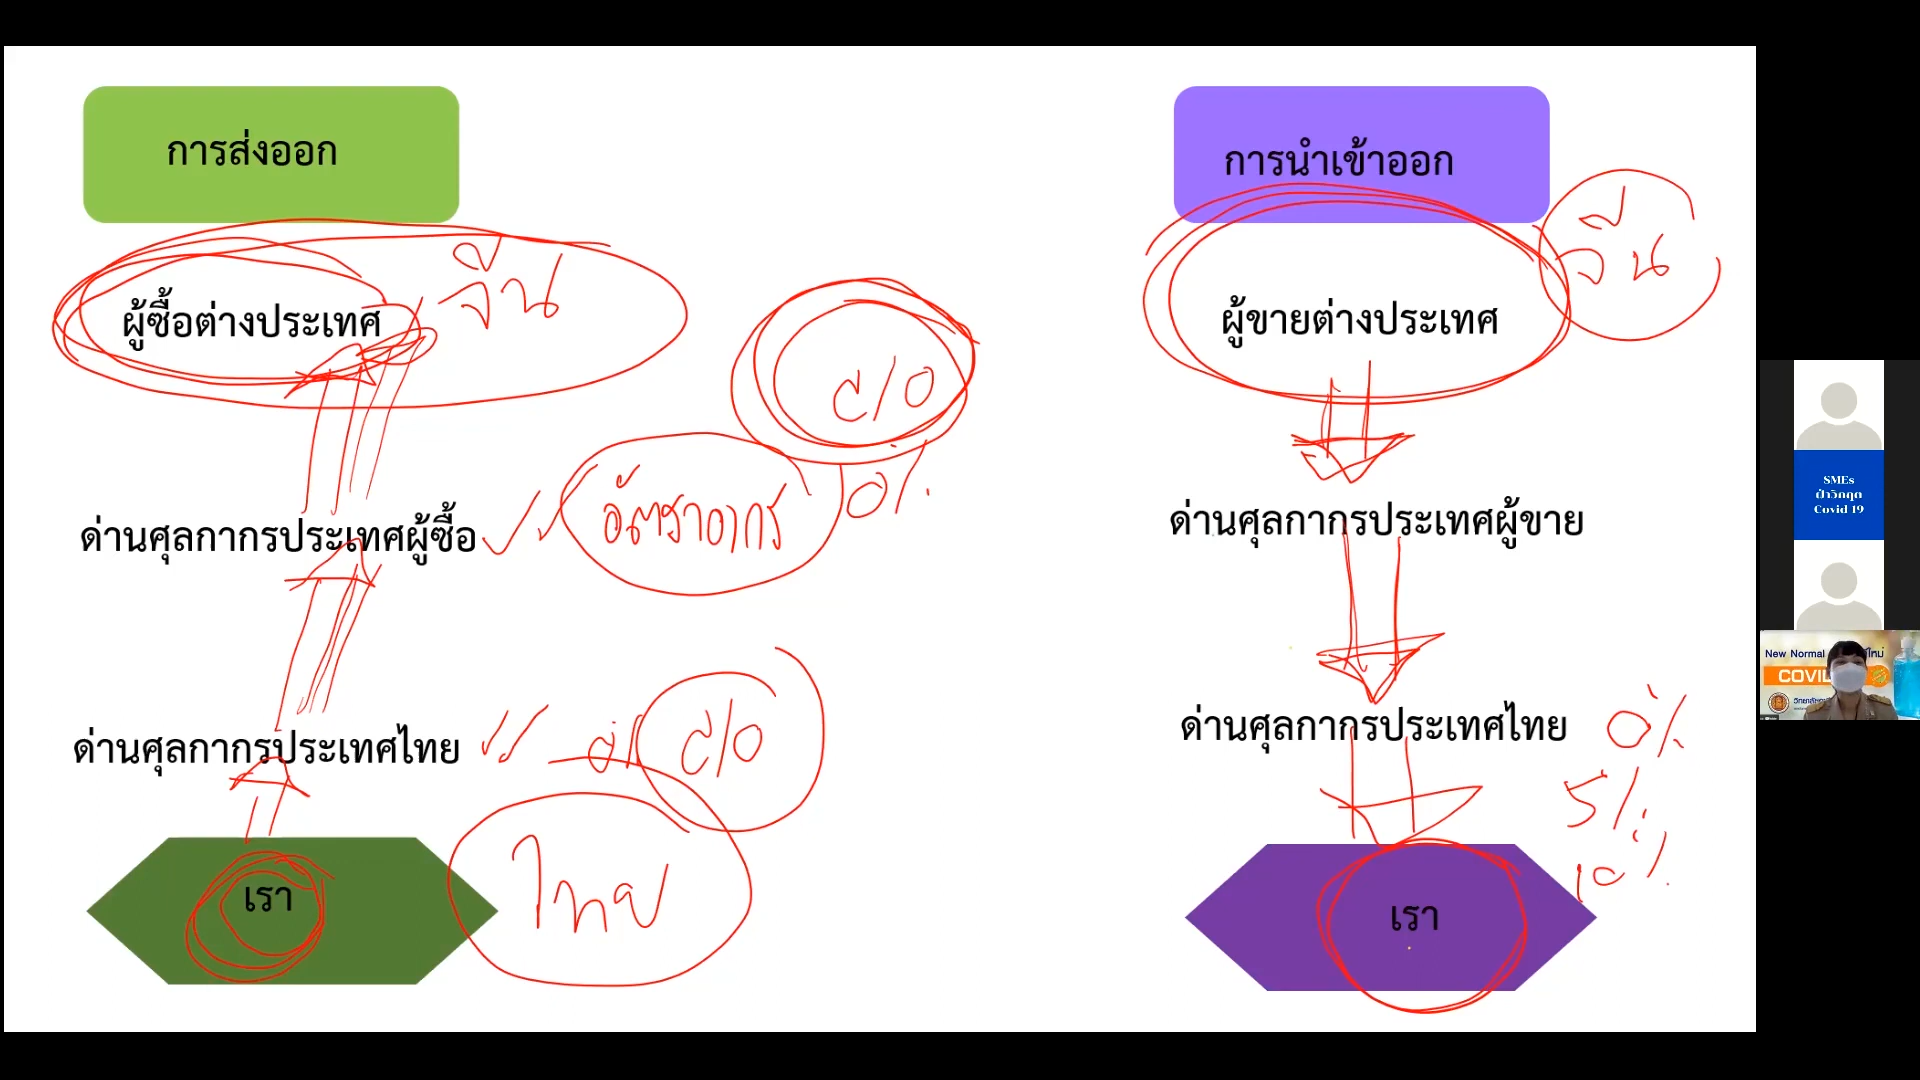 การส่งออก
ผู้ซื้อต่างประเทศ
จีน
c/o
ด่านศุลกากรประเทศผู้ซื้อ
อัตราอากร
0%
ด่านศุลกากรประเทศไทย
c/o
เรา
ไทย
การนำเข้าออก
จีน
ผู้ขายต่างประเทศ
ด่านศุลกากรประเทศผู้ขาย
ด่านศุลกากรประเทศไทย
0%
5%
10%
เรา
SMEs
ฝ่าวิกฤต
Covid 19
New Normal